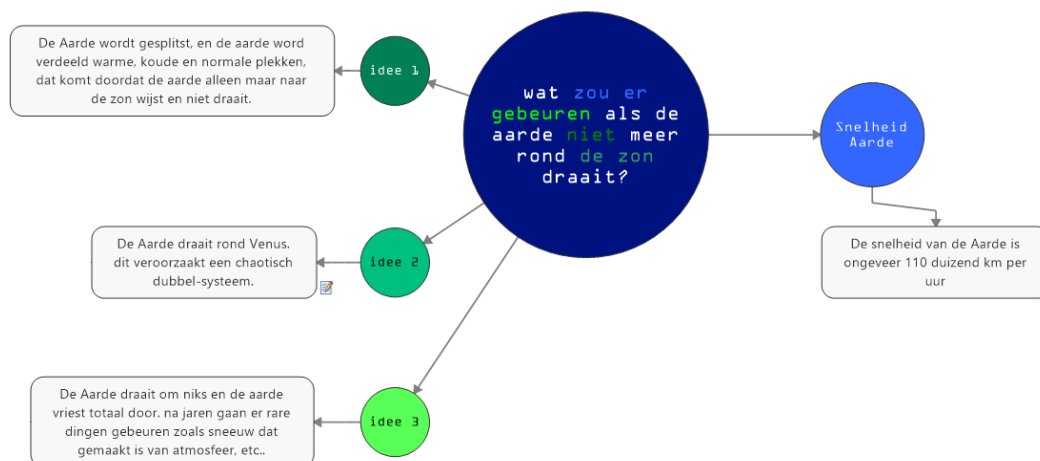 De Aarde wordt gesplitst, en de aarde word
verdeeld warme, koude en normale plekken,
dat komt doordat de aarde alleen maar naar
de zon wijst en niet draait.
idee 1
wat zou er
gebeuren als de
aarde niet meer
rond de zon
draait?
Snelheid
Aarde
De Aarde draait rond Venus.
dit veroorzaakt een chaotisch
dubbel-systeem.
idee 2
De snelheid van de Aarde is
ongeveer 110 duizend km per
uur
De Aarde draait om niks en de aarde
vriest totaal door. na jaren gaan er rare
dingen gebeuren zoals sneeuw dat
gemaakt is van atmosfeer, etc..
idee 3